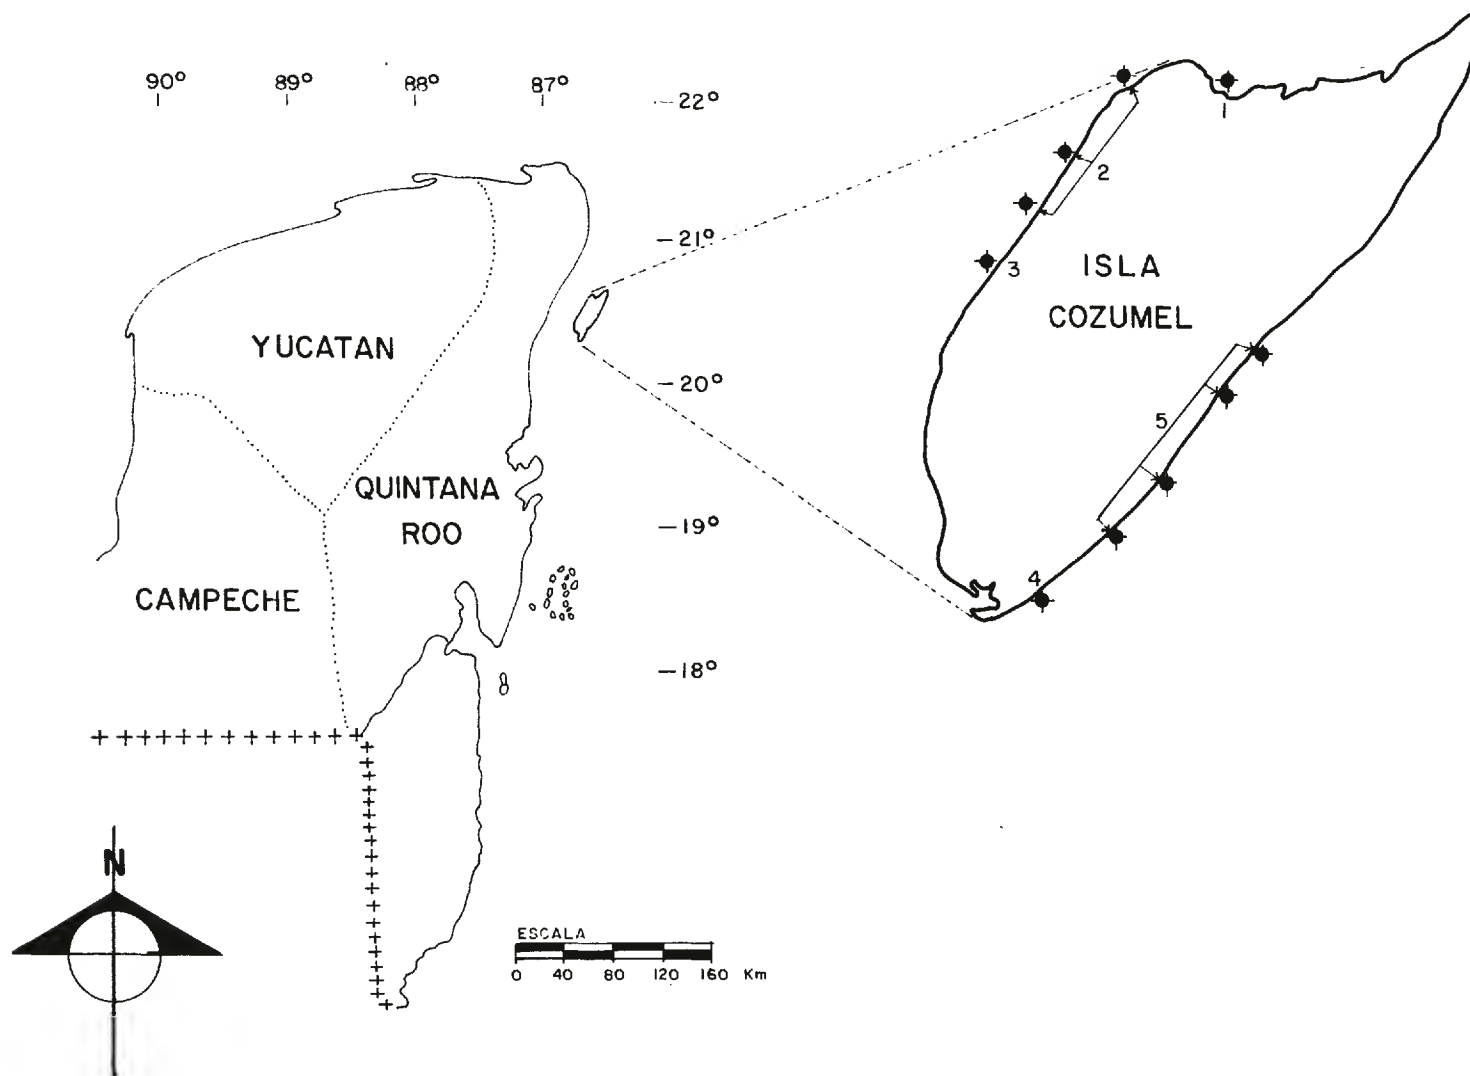 90° 89° 88° 87°
—22°
—21°
—20°
—19°
—18°
YUCATAN
QUINTANA
ROO
CAMPECHE
1
2
3
ISLA
COZUMEL
5
4
N
ESCALA
0 40 80 120 160 Km